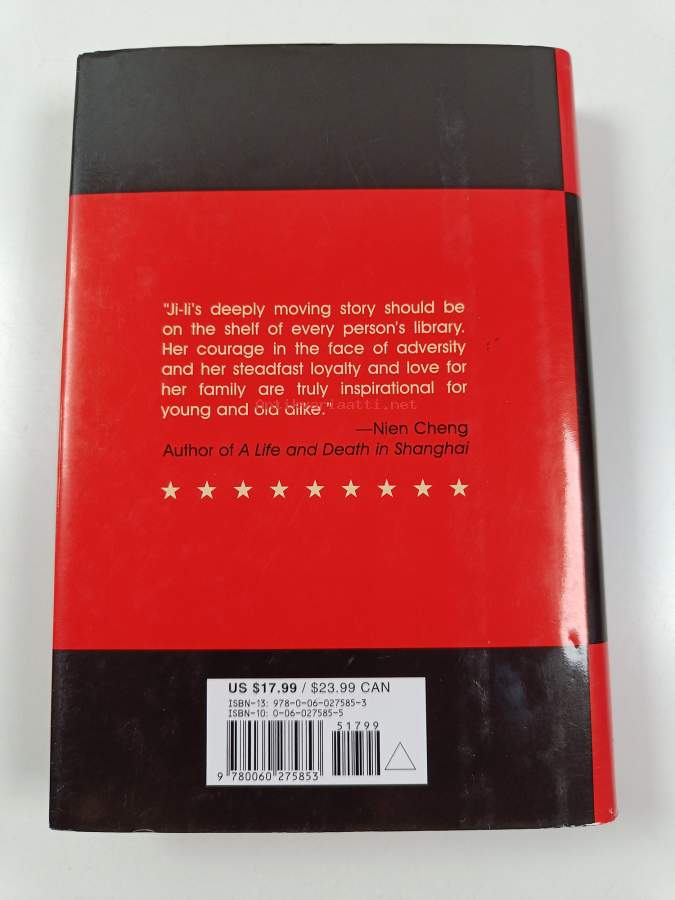 "Ji-li's deeply moving story should be
on the shelf of every person's library.
Her courage in the face of adversity
and her steadfast loyalty and love for
her family are truly inspirational for
young and old alike."
Antikvariaatti.net
—Nien Cheng
Author of A Life and Death in Shanghai
US $17.99 / $23.99 CAN
ISBN-13: 978-0-06-027585-3
ISBN-10: 0-06-027585-5
51799
9 780060 275853